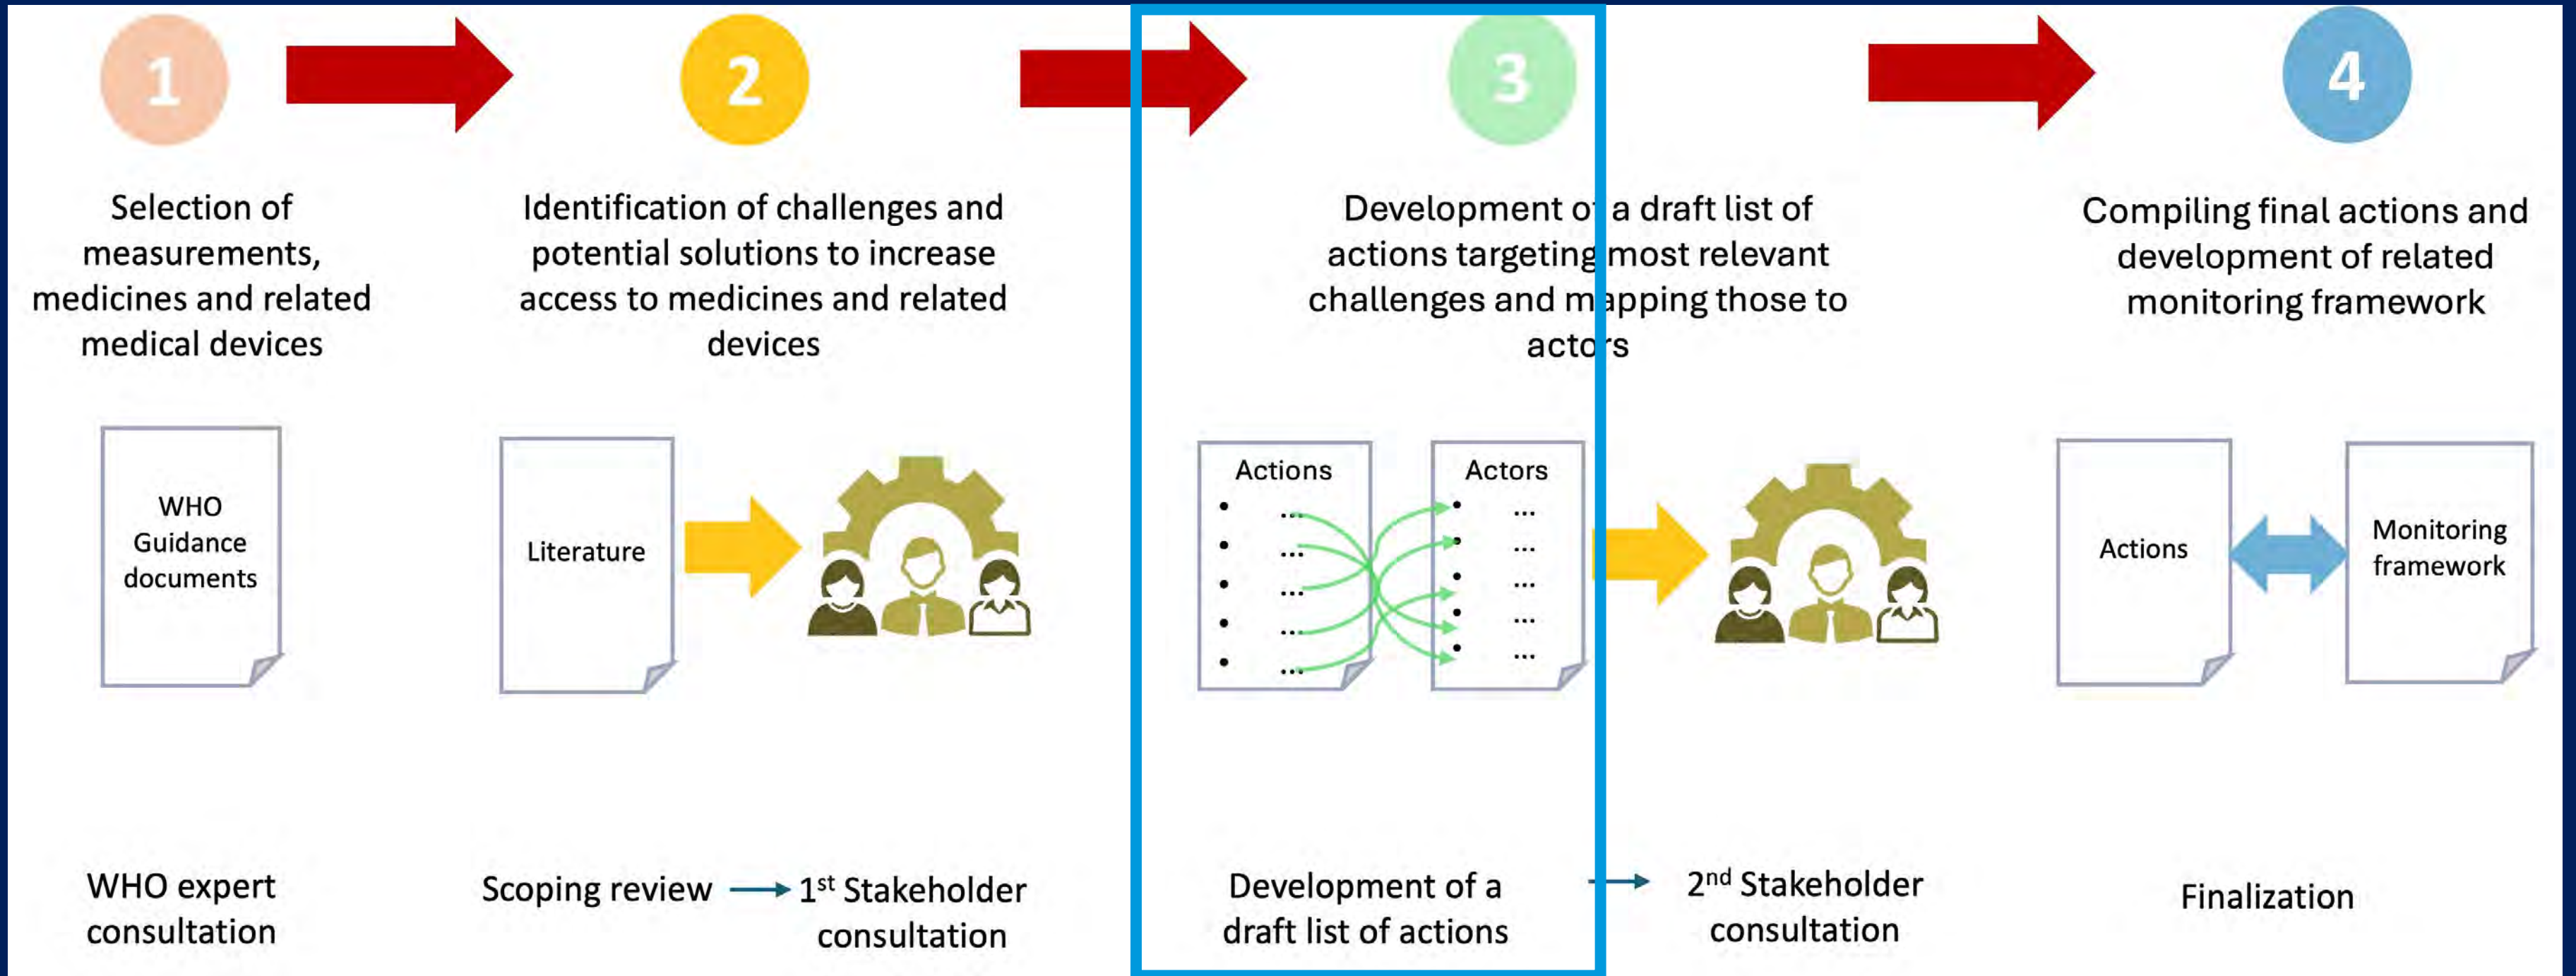 1
2
3
4
Selection of
measurements,
medicines and related
medical devices
Identification of challenges and
potential solutions to increase
access to medicines and related
devices
Development of a draft list of
actions targeting most relevant
challenges and mapping those to
actors
Compiling final actions and
development of related
monitoring framework
WHO
Guidance
documents
Literature
Actions
• ...
• ...
• ...
• ...
• ...
Actors
• ...
• ...
• ...
• ...
• ...
Actions
Monitoring
framework
WHO expert
consultation
Scoping review
1st Stakeholder
consultation
Development of a
draft list of actions
2nd Stakeholder
consultation
Finalization